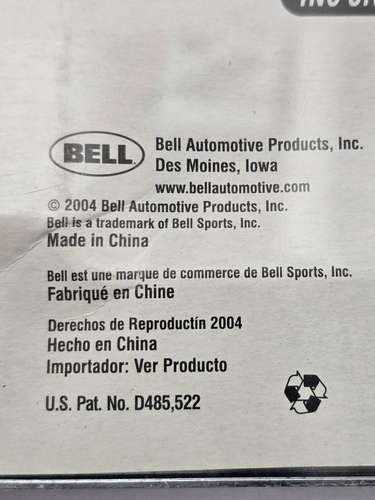 BELL
Bell Automotive Products, Inc.
Des Moines, Iowa
www.bellautomotive.com
© 2004 Bell Automotive Products, Inc.
Bell is a trademark of Bell Sports, Inc.
Made in China
Bell est une marque de commerce de Bell Sports, Inc.
Fabriqué en Chine
Derechos de Reproductín 2004
Hecho en China
Importador: Ver Producto
U.S. Pat. No. D485,522